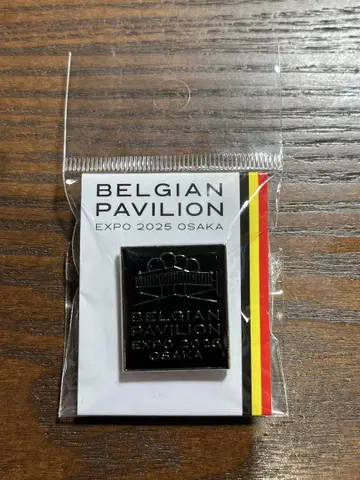 BELGIAN
PAVILION
EXPO 2025 OSAKA
BELGIAN
PAVILION
EXPO 2025
OSAKA